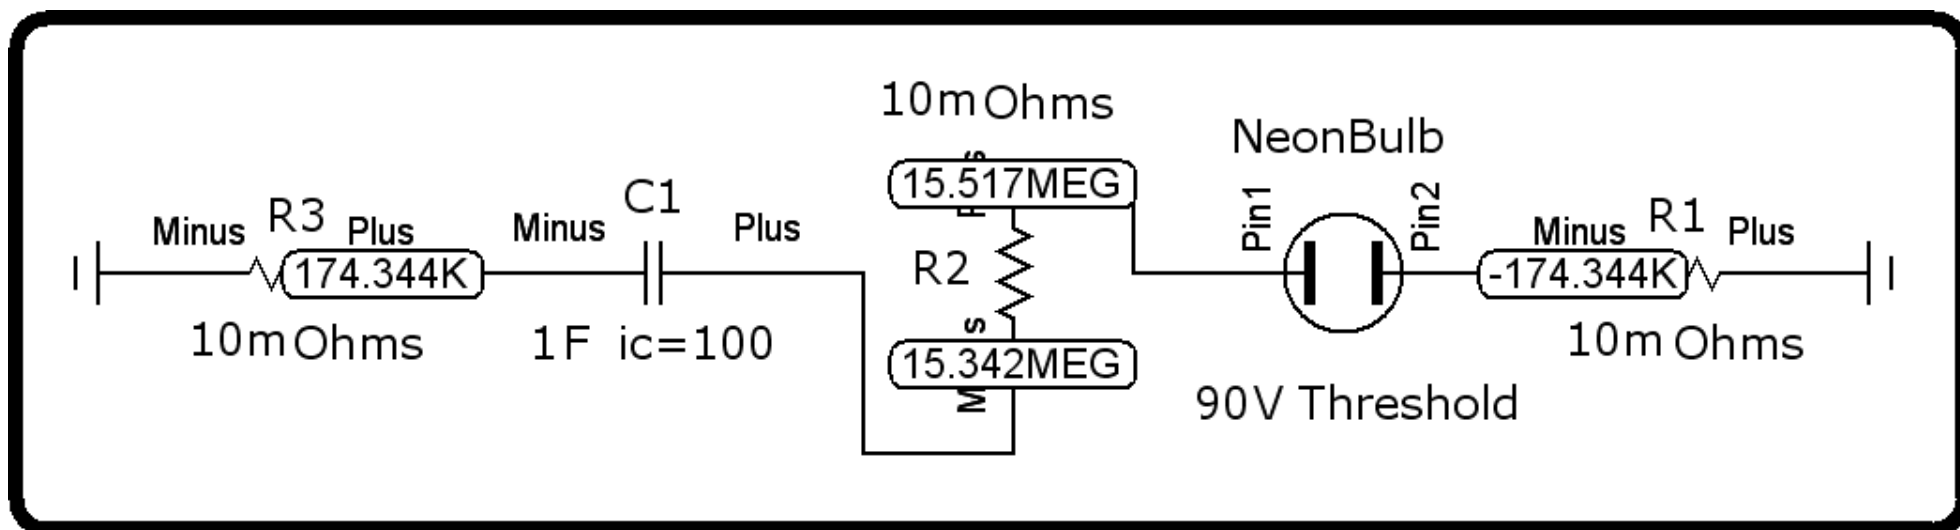 10m Ohms
NeonBulb
15.517MEG
Pin1
Pin2
Minus R3 Plus
Minus C1 Plus
Minus R1 Plus
174.344K
R2
-174.344K
10m Ohms
1F ic=100
15.342MEG
10m Ohms
90V Threshold